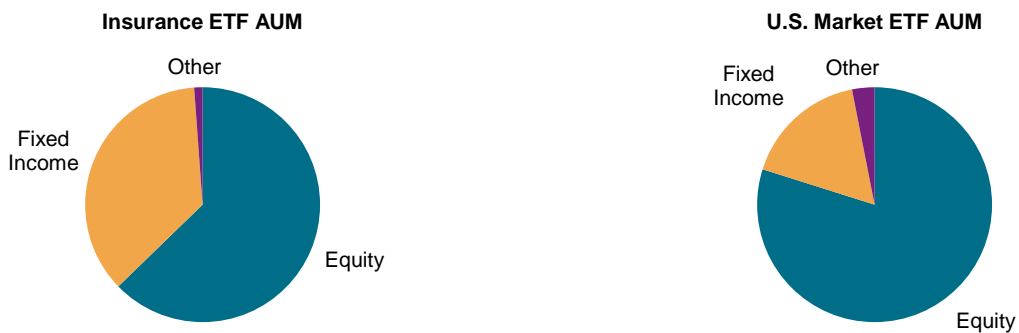 Insurance ETF AUM
Other
Fixed
Income
Equity
U.S. Market ETF AUM
Other
Fixed
Income
Equity